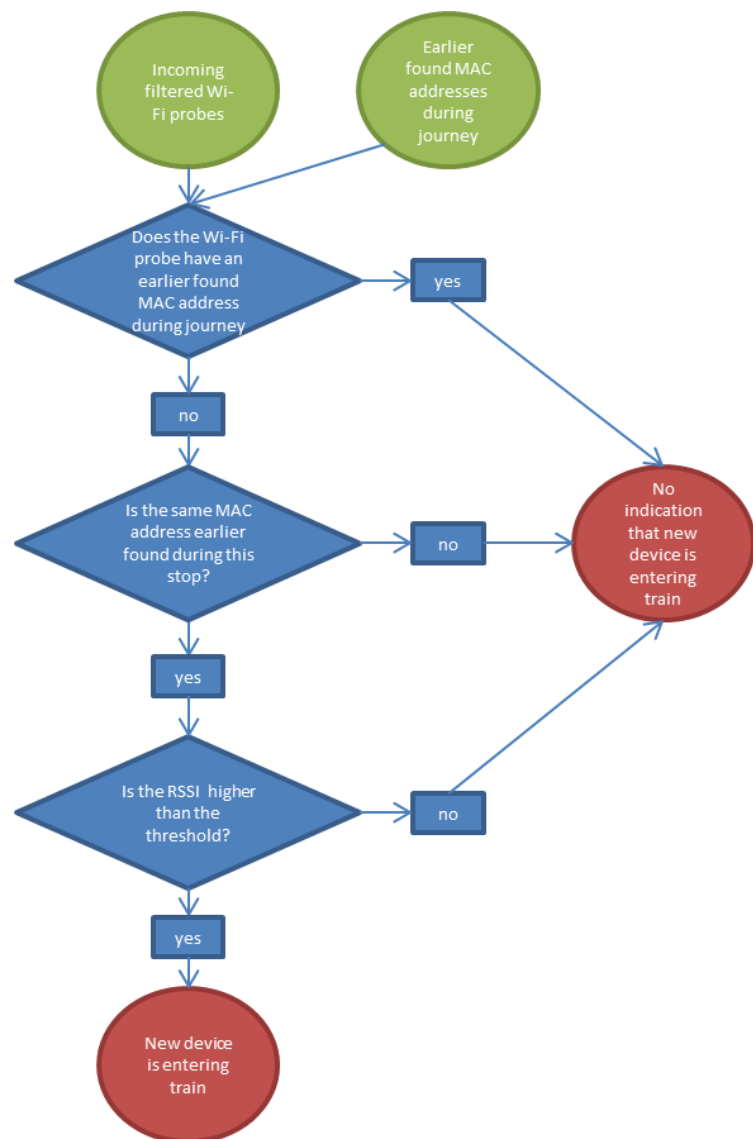 Incoming
filtered Wi-
Fi probes
Earlier
found MAC
addresses
during
journey
Does the Wi-Fi
probe have an
earlier found
MAC address
during journey
yes
no
Is the same MAC
address earlier
found during this
stop?
no
No
indication
that new
device is
entering
train
yes
Is the RSSI higher
than the
threshold?
no
yes
New device
is entering
train